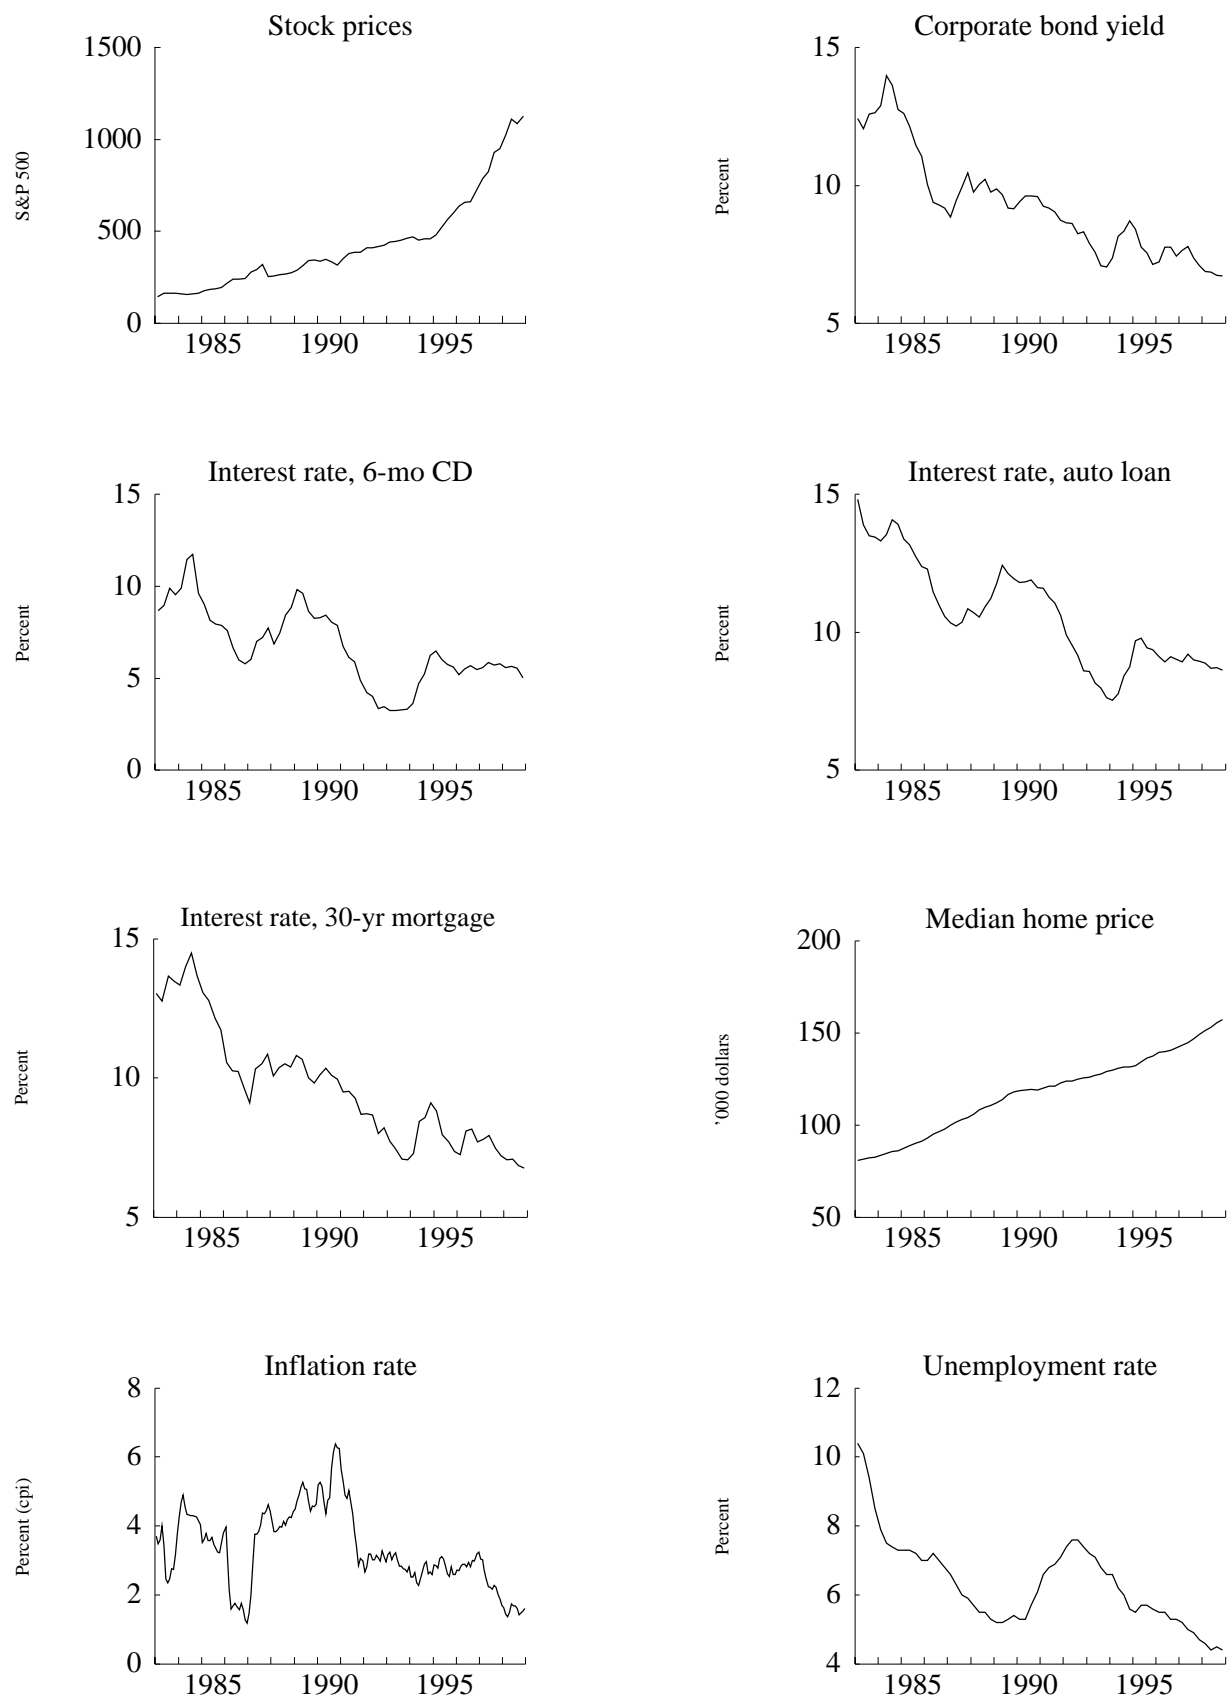 Stock prices
1500
1000
500
0
S&P 500
1985 1990 1995
Corporate bond yield
15
10
5
Percent
1985 1990 1995
Interest rate, 6-mo CD
15
10
5
0
Percent
1985 1990 1995
Interest rate, auto loan
15
10
5
Percent
1985 1990 1995
Interest rate, 30-yr mortgage
15
10
5
Percent
1985 1990 1995
Median home price
200
150
100
50
'000 dollars
1985 1990 1995
Inflation rate
8
6
4
2
0
Percent (cpi)
1985 1990 1995
Unemployment rate
12
10
8
6
4
Percent
1985 1990 1995